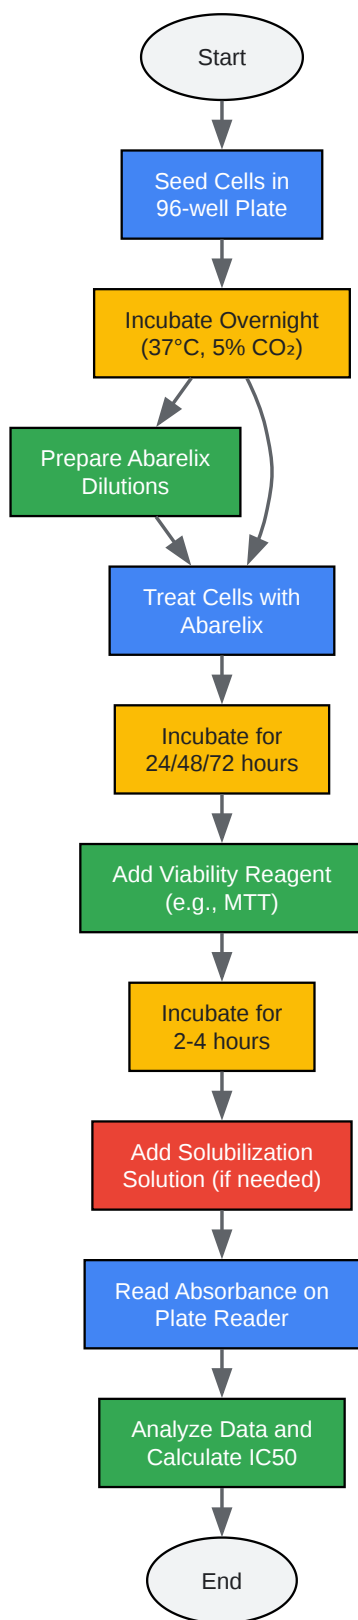 Start
Seed Cells in
96-well Plate
Incubate Overnight
(37°C, 5% CO₂)
Prepare Abarelix
Dilutions
Treat Cells with
Abarelix
Incubate for
24/48/72 hours
Add Viability Reagent
(e.g., MTT)
Incubate for
2-4 hours
Add Solubilization
Solution (if needed)
Read Absorbance on
Plate Reader
Analyze Data and
Calculate IC50
End